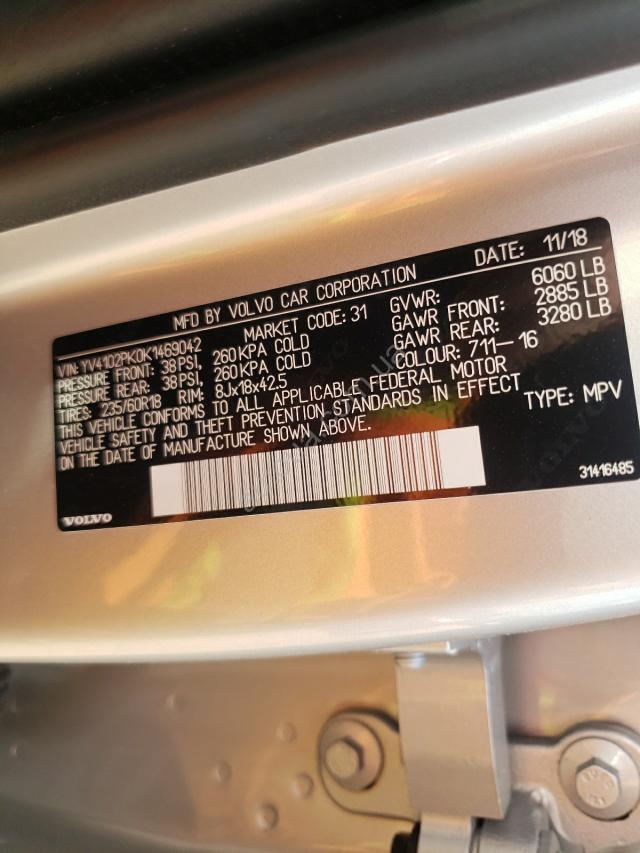 MFD BY VOLVO CAR CORPORATION DATE: 11/18
VIN: YV4102PK0K1469042 MARKET CODE: 31 GVWR: 6060 LB
PRESSURE FRONT: 38 PSI, 260 KPA COLD GAWR FRONT: 2885 LB
PRESSURE REAR: 38 PSI, 260 KPA COLD GAWR REAR: 3280 LB
TIRES: 235/60R18 RIM: 8Jx18x42.5 COLOUR: 711-16
THIS VEHICLE CONFORMS TO ALL APPLICABLE FEDERAL MOTOR
VEHICLE SAFETY AND THEFT PREVENTION STANDARDS IN EFFECT
ON THE DATE OF MANUFACTURE SHOWN ABOVE. TYPE: MPV
VOLVO 31416485